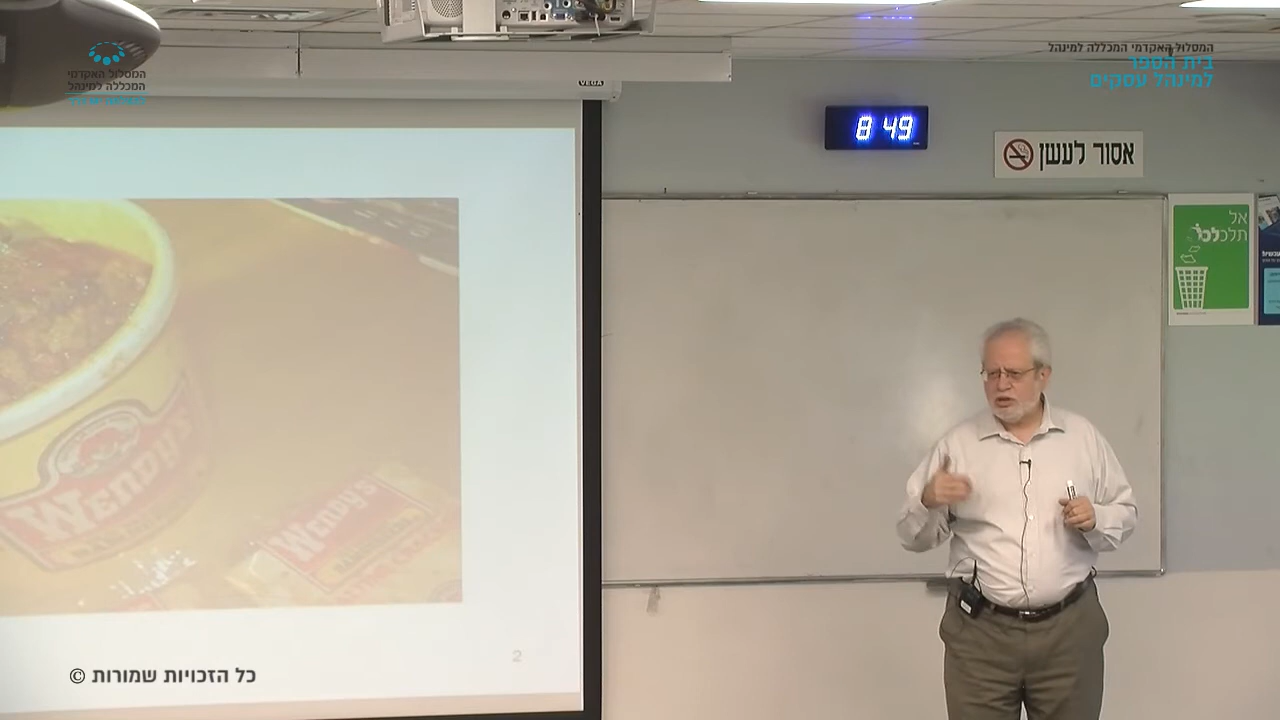 המסלול האקדמי
המכללה למינהל
המסלול האקדמי המכללה למינהל
בית הספר
למינהל עסקים
VEGA
8 49
אסור לעשן
אל
תלכלכו
Wendy's
Wendy's
2
כל הזכויות שמורות ©